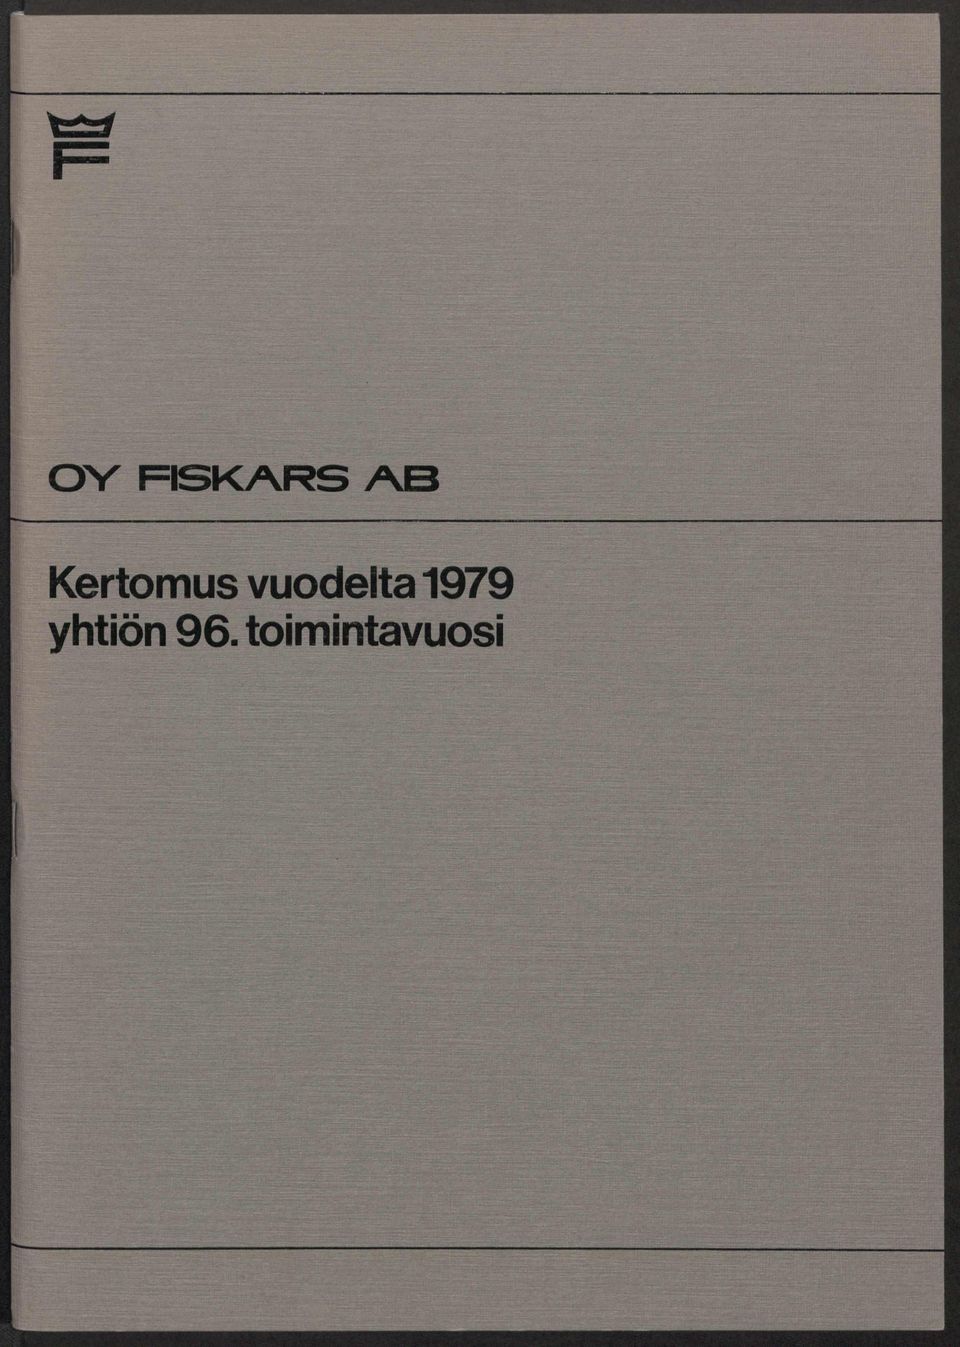 F
OY FISKARS AB
Kertomus vuodelta 1979
yhtiön 96. toimintavuosi